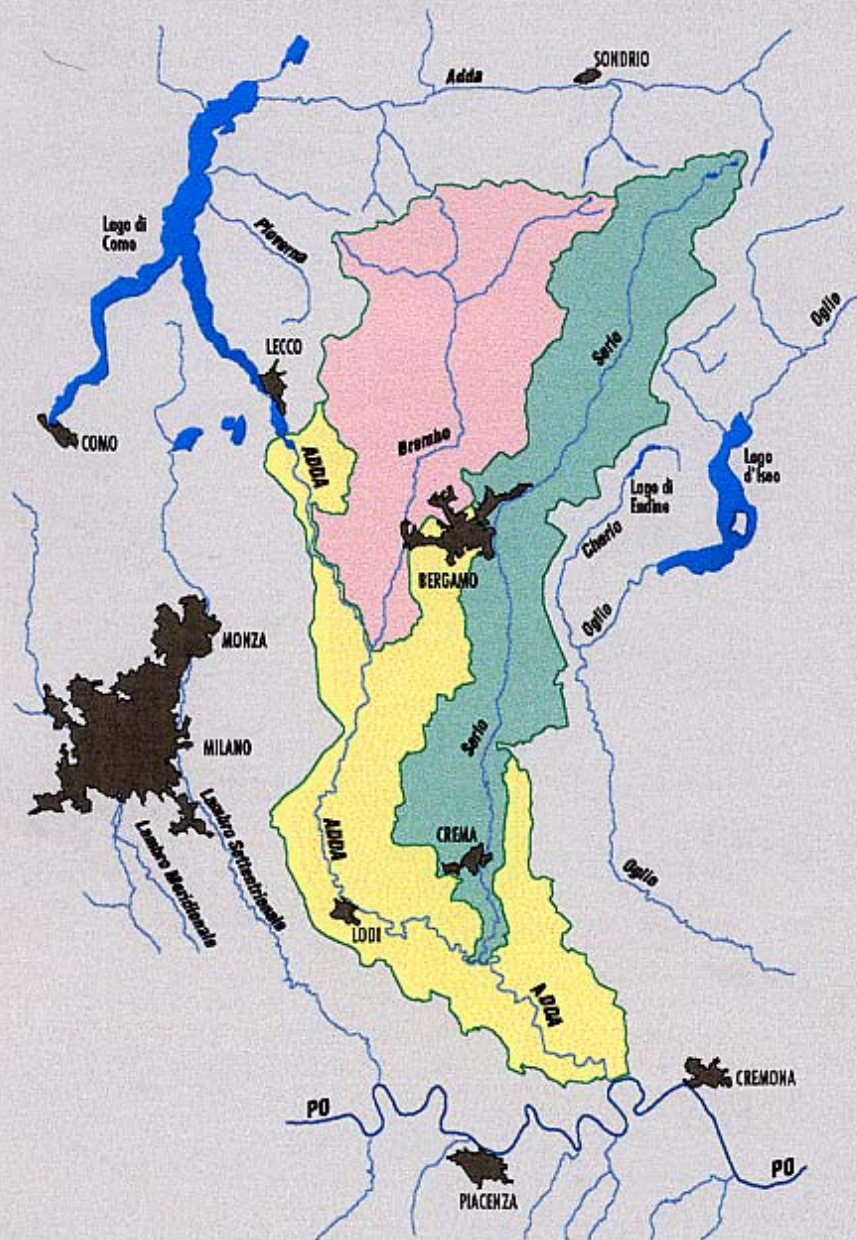 SONDRIO
Adda
Lago di
Como
Pioverna
Oglio
Serio
LECCO
COMO
ADDA
Brembo
Lago
d'Iseo
Lago di
Endine
Cherio
BERGAMO
Oglio
MONZA
MILANO
Serio
Lambro Settentrionale
ADDA
CREMA
Lambro Meridionale
Oglio
LODI
ADDA
CREMONA
PO
PO
PIACENZA